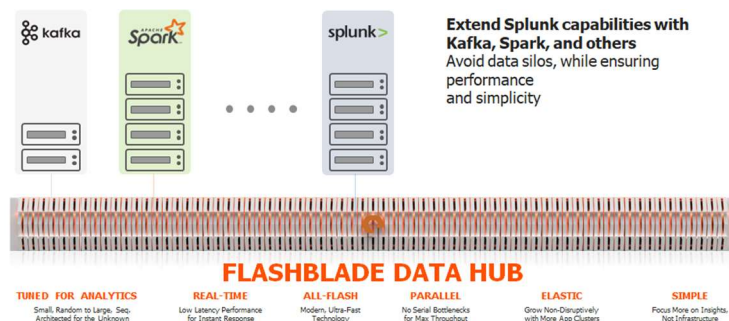 kafka
APACHE
Spark
splunk>
Extend Splunk capabilities with
Kafka, Spark, and others
Avoid data silos, while ensuring
performance
and simplicity
FLASHBLADE DATA HUB
TUNED FOR ANALYTICS
Small, Random to Large, Seq,
Architected for the Unknown
REAL-TIME
Low Latency Performance
for Instant Response
ALL-FLASH
Modern, Ultra-Fast
Technology
PARALLEL
No Serial Bottlenecks
for Max Throughout
ELASTIC
Grow Non-Disruptively
with More App Clusters
SIMPLE
Focus More on Insights,
Not Infrastructure